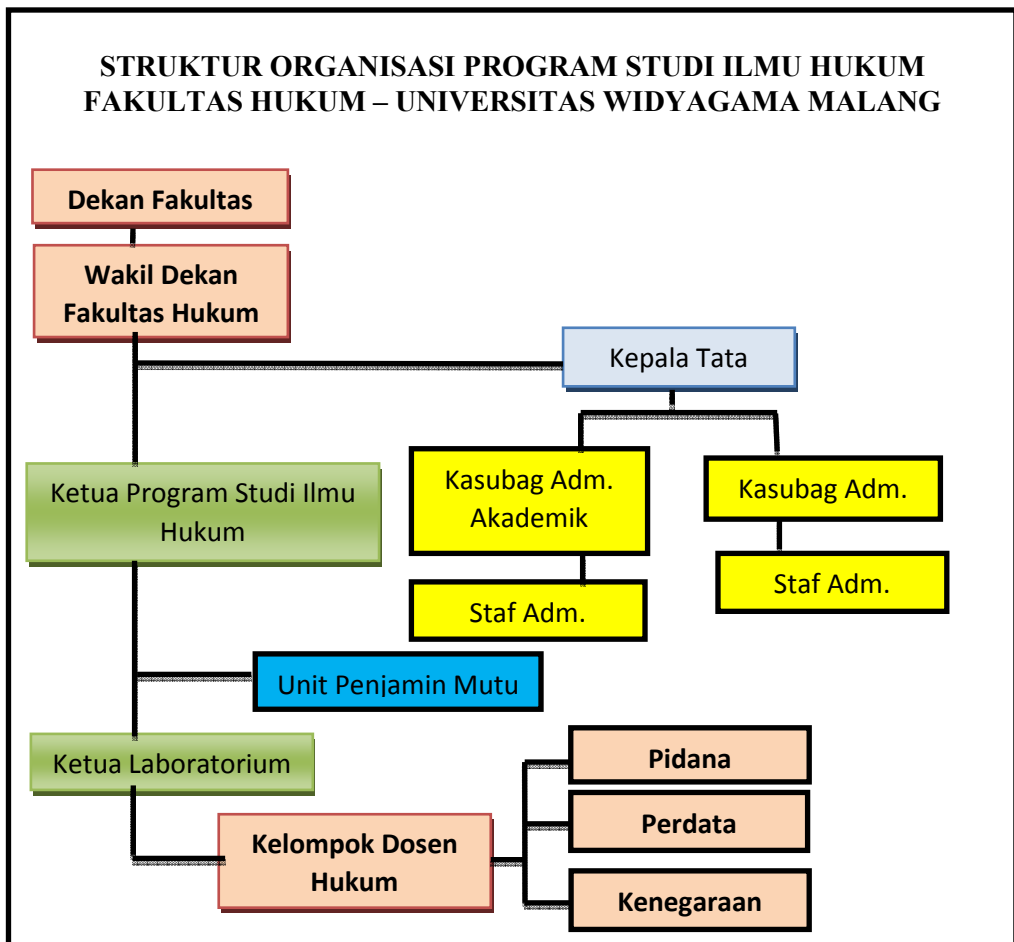 STRUKTUR ORGANISASI PROGRAM STUDI ILMU HUKUM
FAKULTAS HUKUM – UNIVERSITAS WIDYAGAMA MALANG
Dekan Fakultas
Wakil Dekan
Fakultas Hukum
Kepala Tata
Ketua Program Studi Ilmu
Hukum
Kasubag Adm.
Akademik
Kasubag Adm.
Staf Adm.
Staf Adm.
Unit Penjamin Mutu
Ketua Laboratorium
Kelompok Dosen
Hukum
Pidana
Perdata
Kenegaraan